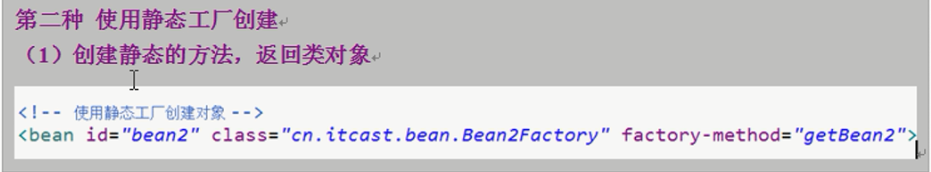 第二种 使用静态工厂创建
（1）创建静态的方法，返回类对象
<!-- 使用静态工厂创建对象 -->
<bean id="bean2" class="cn.itcast.bean.Bean2Factory" factory-method="getBean2">